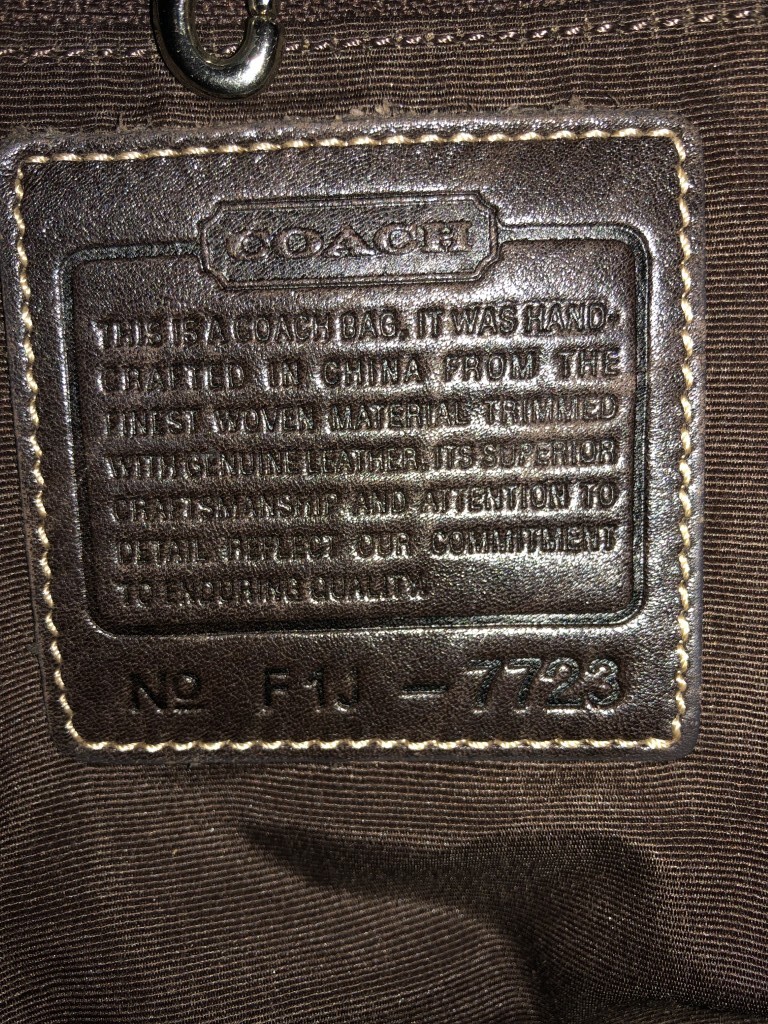 COACH
THIS IS A COACH BAG. IT WAS HAND-
CRAFTED IN CHINA FROM THE
FINEST WOVEN MATERIAL TRIMMED
WITH GENUINE LEATHER. ITS SUPERIOR
CRAFTSMANSHIP AND ATTENTION TO
DETAIL REFLECT OUR COMMITMENT
TO ENDURING QUALITY.
No F1J - 7723